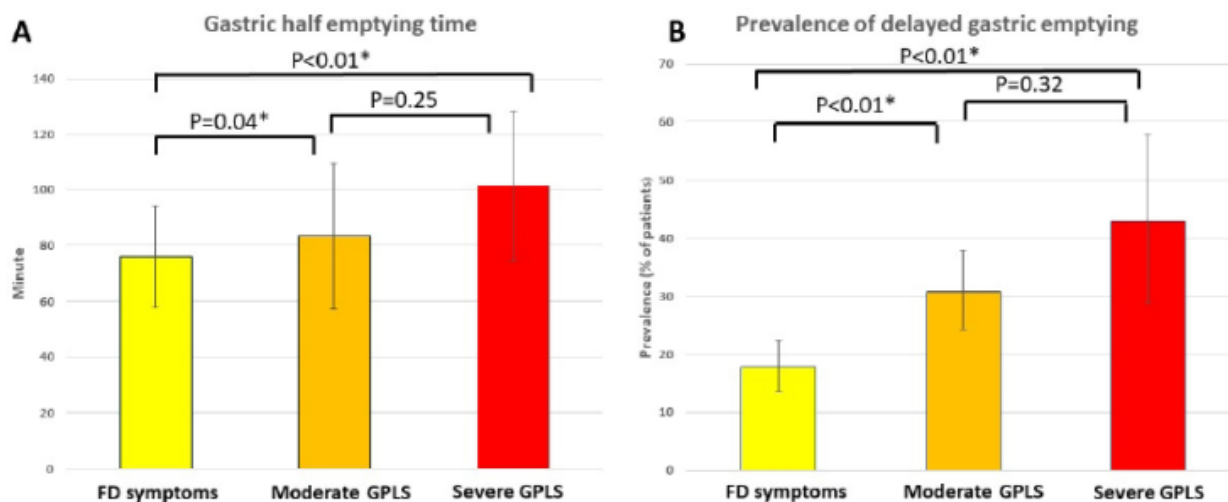 A
Gastric half emptying time
P<0.01*
P=0.25
P=0.04*
140
120
100
80
60
40
20
0
Minute
FD symptoms
Moderate GPLS
Severe GPLS
B
Prevalence of delayed gastric emptying
P<0.01*
P=0.32
P<0.01*
70
60
50
40
30
20
10
0
Prevalence (% of patients)
FD symptoms
Moderate GPLS
Severe GPLS